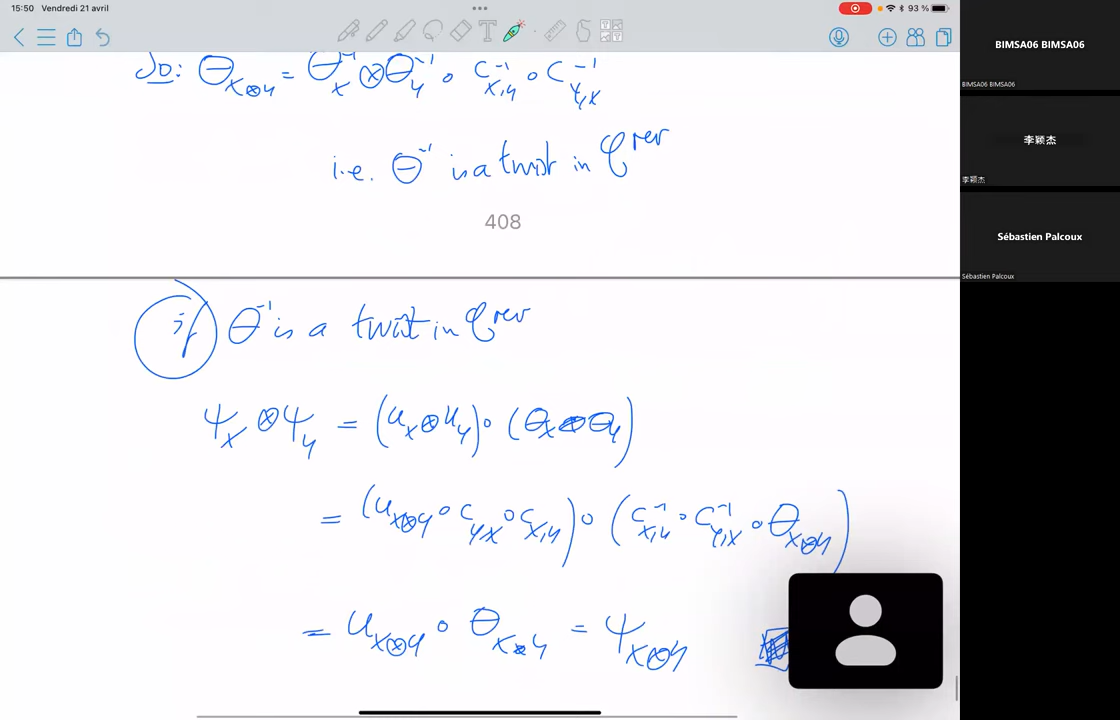 15:50 Vendredi 21 avril
93 %
So: θ_{X⊗Y} = θ_X^{-1} ⊗ θ_Y^{-1} ∘ c_{X,Y}^{-1} ∘ c_{Y,X}^{-1}
i.e. θ^{-1} is a twist in 𝒞^{rev}
408
if θ^{-1} is a twist in 𝒞^{rev}
ψ_X ⊗ ψ_Y = (u_X ⊗ u_Y) ∘ (θ_X ⊗ θ_Y)
= (u_{X⊗Y} ∘ c_{Y,X} ∘ c_{X,Y}) ∘ (c_{X,Y}^{-1} ∘ c_{Y,X}^{-1} ∘ θ_{X⊗Y})
= u_{X⊗Y} ∘ θ_{X⊗Y} = ψ_{X⊗Y}
BIMSA06 BIMSA06
BIMSA06 BIMSA06
李颖杰
李颖杰
Sébastien Palcoux
Sébastien Palcoux